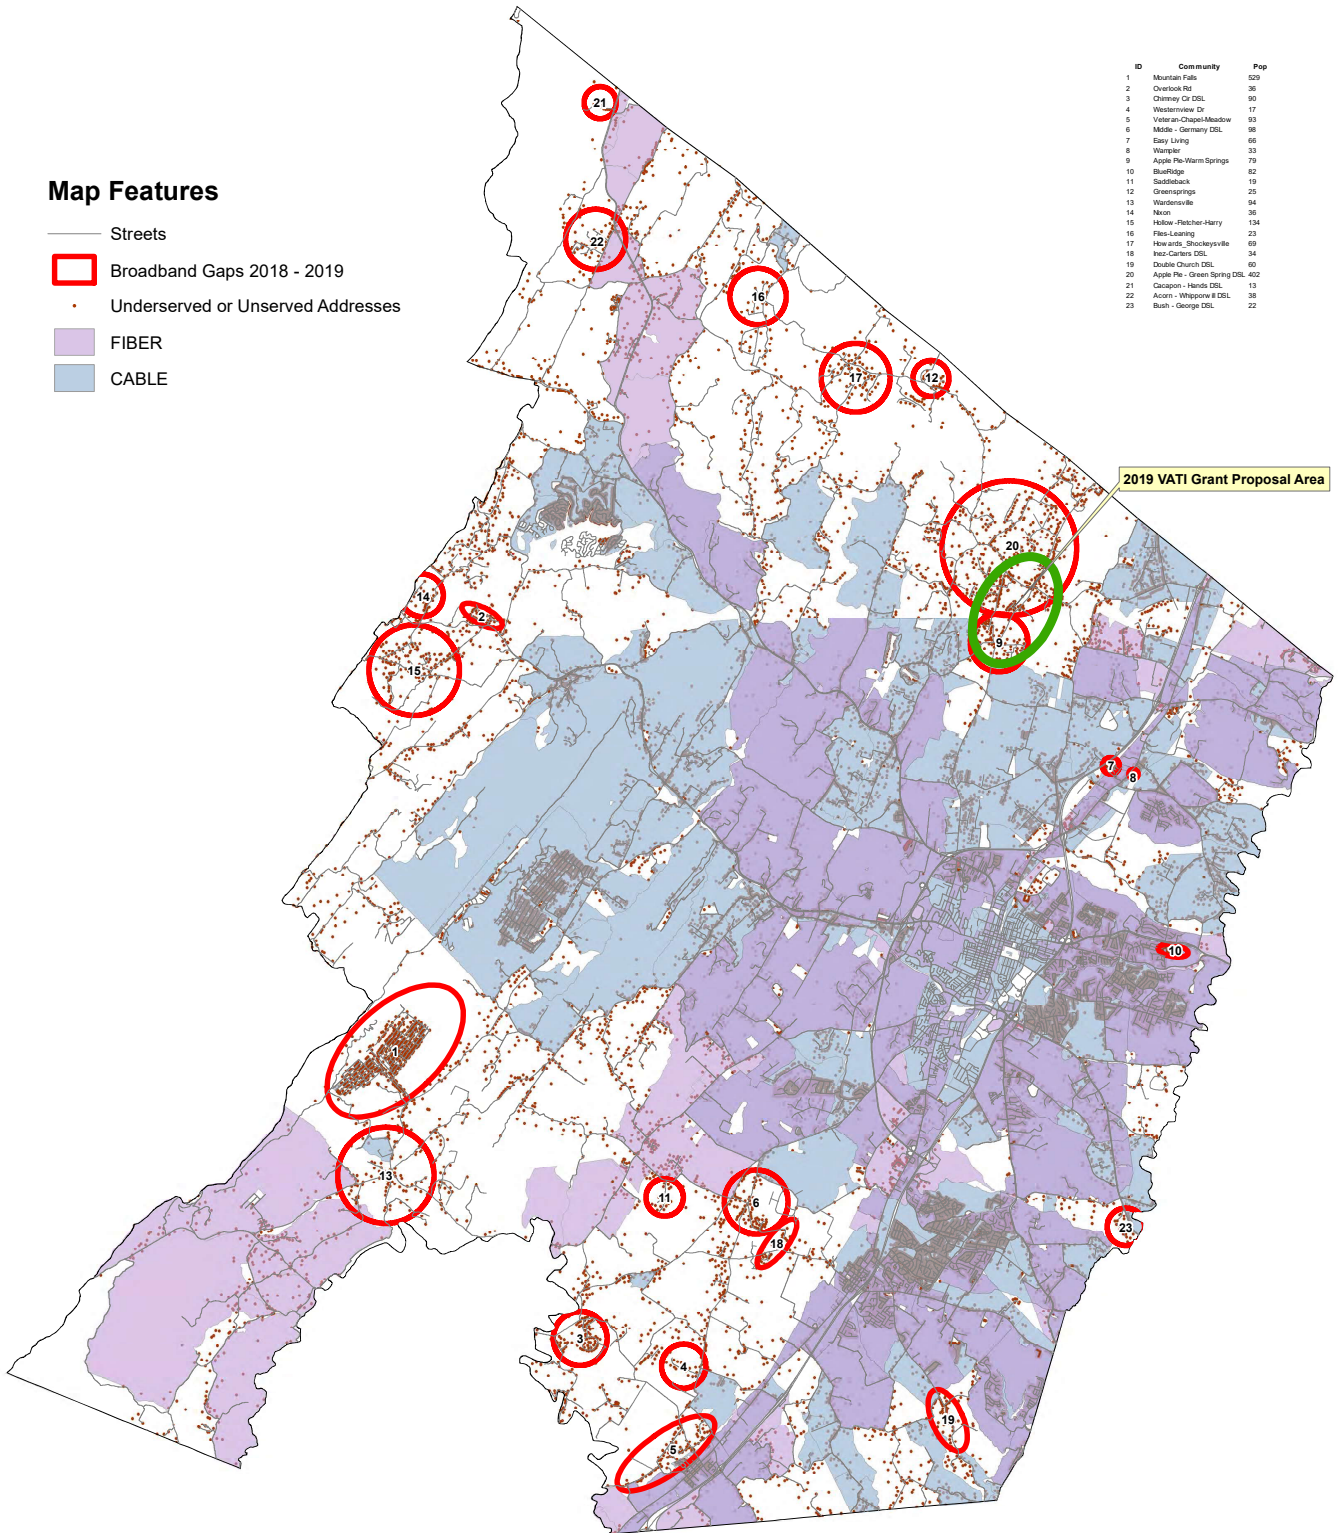 Map Features
Streets
Broadband Gaps 2018 - 2019
Underserved or Unserved Addresses
FIBER
CABLE
ID Community Pop
1 Mountain Falls 529
2 Overlook Rd 36
3 Chimney Cir DSL 90
4 Westernview Dr 17
5 Veteran-Chapel-Meadow 93
6 Middle - Germany DSL 98
7 Easy Living 66
8 Wampler 33
9 Apple Pie-Warm Springs 79
10 BlueRidge 82
11 Saddleback 19
12 Greensprings 25
13 Wardensville 94
14 Nixon 36
15 Hollow-Fletcher-Harry 134
16 Files-Leaning 23
17 Howards_Shockeysville 69
18 Inez-Carters DSL 34
19 Double Church DSL 60
20 Apple Pie - Green Spring DSL 402
21 Cacapon - Hands DSL 13
22 Acorn - Whipporwill DSL 38
23 Bush - George DSL 22
21
22
16
17
12
2019 VATI Grant Proposal Area
20
14
2
9
15
7
8
10
1
13
11
6
23
18
3
4
19
5